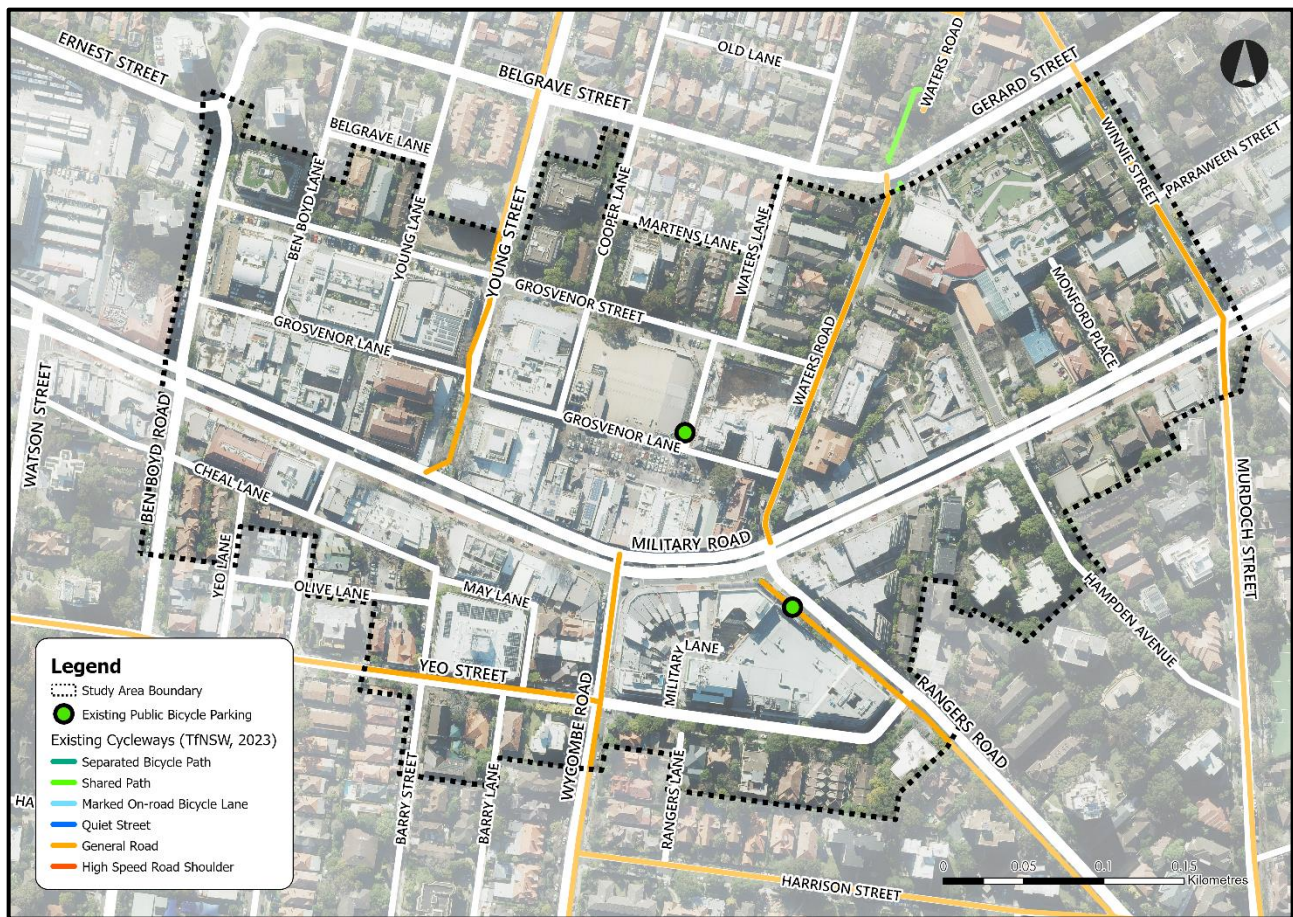 ERNEST STREET
BELGRAVE STREET
OLD LANE
WATERS ROAD
GERARD STREET
BELGRAVE LANE
WINNIE STREET
PARRAWEEN STREET
BEN BOYD LANE
YOUNG LANE
YOUNG STREET
COOPER LANE
MARTENS LANE
WATERS LANE
MONFORD PLACE
GROSVENOR STREET
GROSVENOR LANE
WATERS ROAD
WATSON STREET
BEN BOYD ROAD
GROSVENOR LANE
CHEAL LANE
MILITARY ROAD
MURDOCH STREET
YEO LANE
OLIVE LANE
MAY LANE
HAMPDEN AVENUE
MILITARY LANE
YEO STREET
RANGERS ROAD
WYCOMBE ROAD
BARRY STREET
BARRY LANE
RANGERS LANE
HARRISON STREET
HA
Legend
Study Area Boundary
Existing Public Bicycle Parking
Existing Cycleways (TfNSW, 2023)
Separated Bicycle Path
Shared Path
Marked On-road Bicycle Lane
Quiet Street
General Road
High Speed Road Shoulder
0 0.05 0.1 0.15
Kilometres